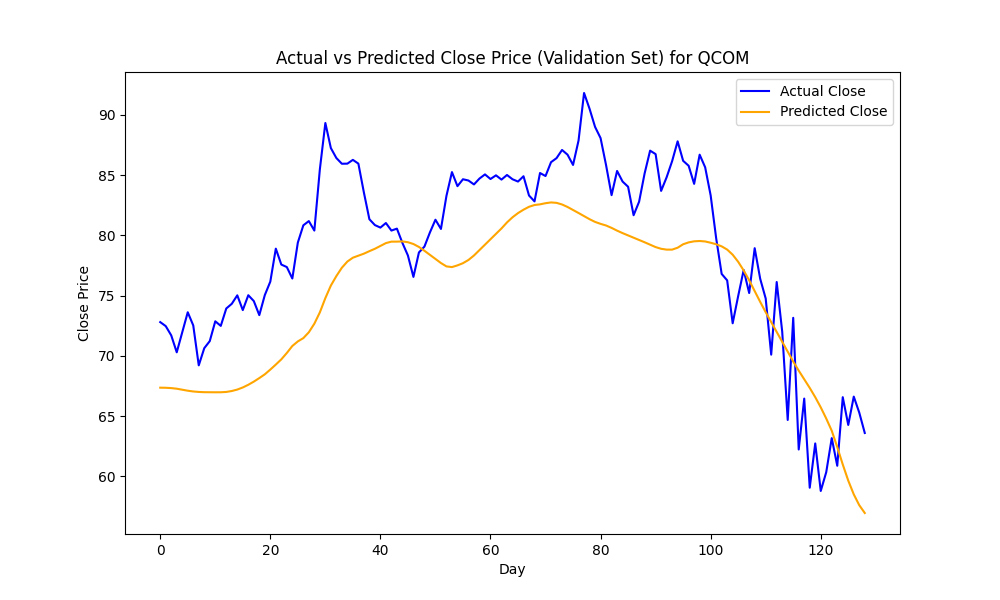 Actual vs Predicted Close Price (Validation Set) for QCOM
Actual Close
Predicted Close
Close Price
90
85
80
75
70
65
60
0 20 40 60 80 100 120
Day